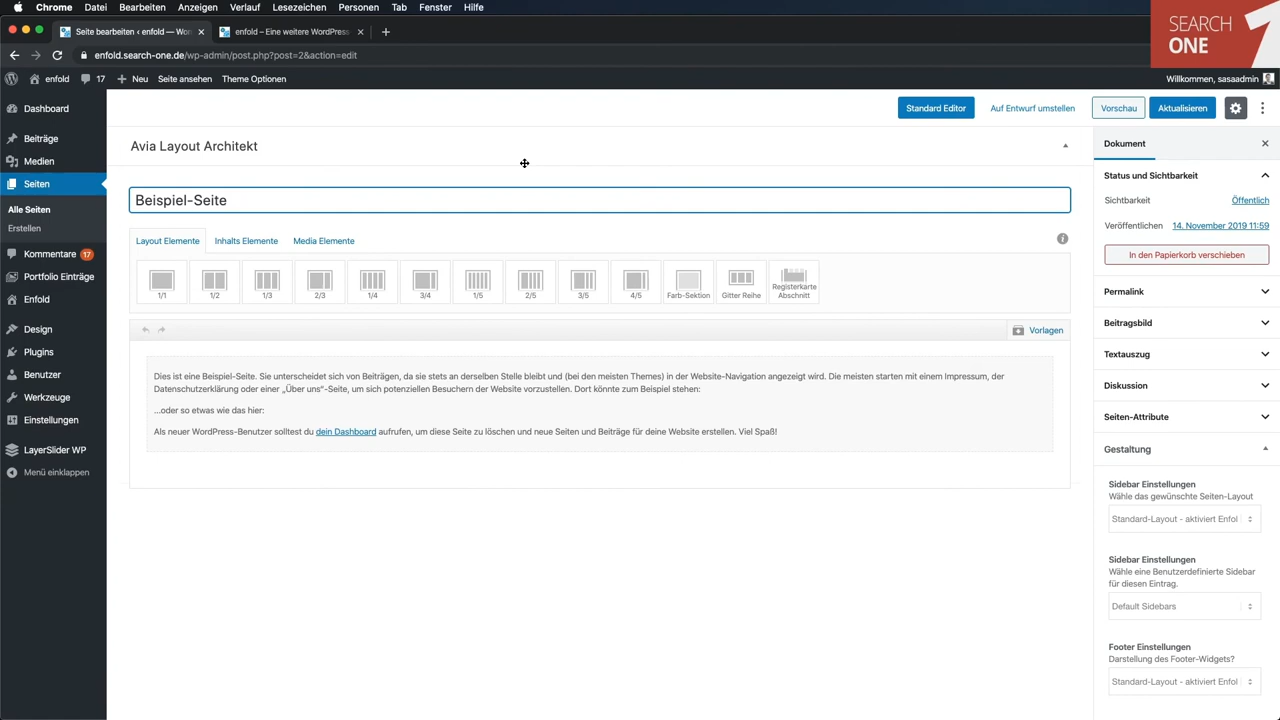 Chrome Datei Bearbeiten Anzeigen Verlauf Lesezeichen Personen Tab Fenster Hilfe
SEARCH
ONE
Seite bearbeiten ‹ enfold — Wor
enfold – Eine weitere WordPress
enfold.search-one.de/wp-admin/post.php?post=2&action=edit
enfold 17 Neu Seite ansehen Theme Optionen
Willkommen, sasaadmin
Dashboard
Beiträge
Medien
Seiten
Alle Seiten
Erstellen
Kommentare 17
Portfolio Einträge
Enfold
Design
Plugins
Benutzer
Werkzeuge
Einstellungen
LayerSlider WP
Menü einklappen
Standard Editor Auf Entwurf umstellen Vorschau Aktualisieren
Avia Layout Architekt
Beispiel-Seite
Layout Elemente Inhalts Elemente Media Elemente
1/1 1/2 1/3 2/3 1/4 3/4 1/5 2/5 3/5 4/5 Farb-Sektion Gitter Reihe Registerkarte
Abschnitt
Vorlagen
Dies ist eine Beispiel-Seite. Sie unterscheidet sich von Beiträgen, da sie stets an derselben Stelle bleibt und (bei den meisten Themes) in der Website-Navigation angezeigt wird. Die meisten starten mit einem Impressum, der
Datenschutzerklärung oder einer „Über uns“-Seite, um sich potenziellen Besuchern der Website vorzustellen. Dort könnte zum Beispiel stehen:
...oder so etwas wie das hier:
Als neuer WordPress-Benutzer solltest du dein Dashboard aufrufen, um diese Seite zu löschen und neue Seiten und Beiträge für deine Website erstellen. Viel Spaß!
Dokument
Status und Sichtbarkeit
Sichtbarkeit Öffentlich
Veröffentlichen 14. November 2019 11:59
In den Papierkorb verschieben
Permalink
Beitragsbild
Textauszug
Diskussion
Seiten-Attribute
Gestaltung
Sidebar Einstellungen
Wähle das gewünschte Seiten-Layout
Standard-Layout - aktiviert Enfol
Sidebar Einstellungen
Wähle eine Benutzerdefinierte Sidebar
für diesen Eintrag.
Default Sidebars
Footer Einstellungen
Darstellung des Footer-Widgets?
Standard-Layout - aktiviert Enfol